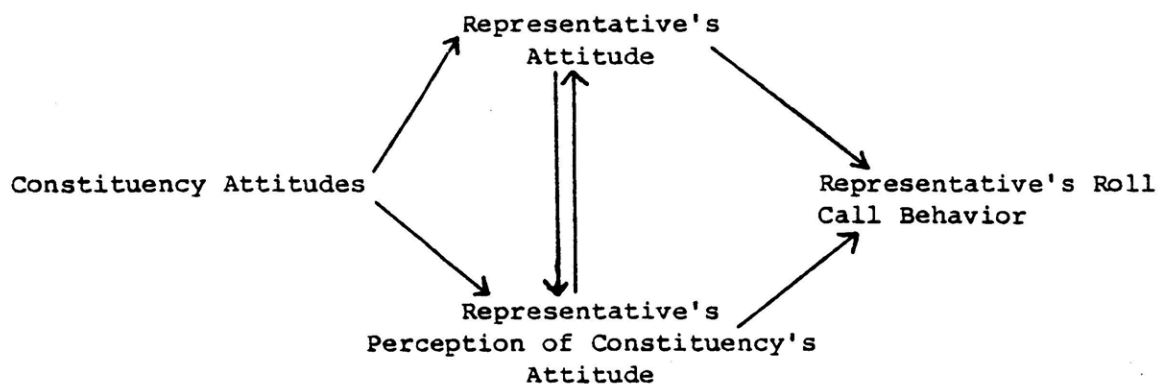 Representative's
Attitude
Constituency Attitudes
Representative's Roll
Call Behavior
Representative's
Perception of Constituency's
Attitude